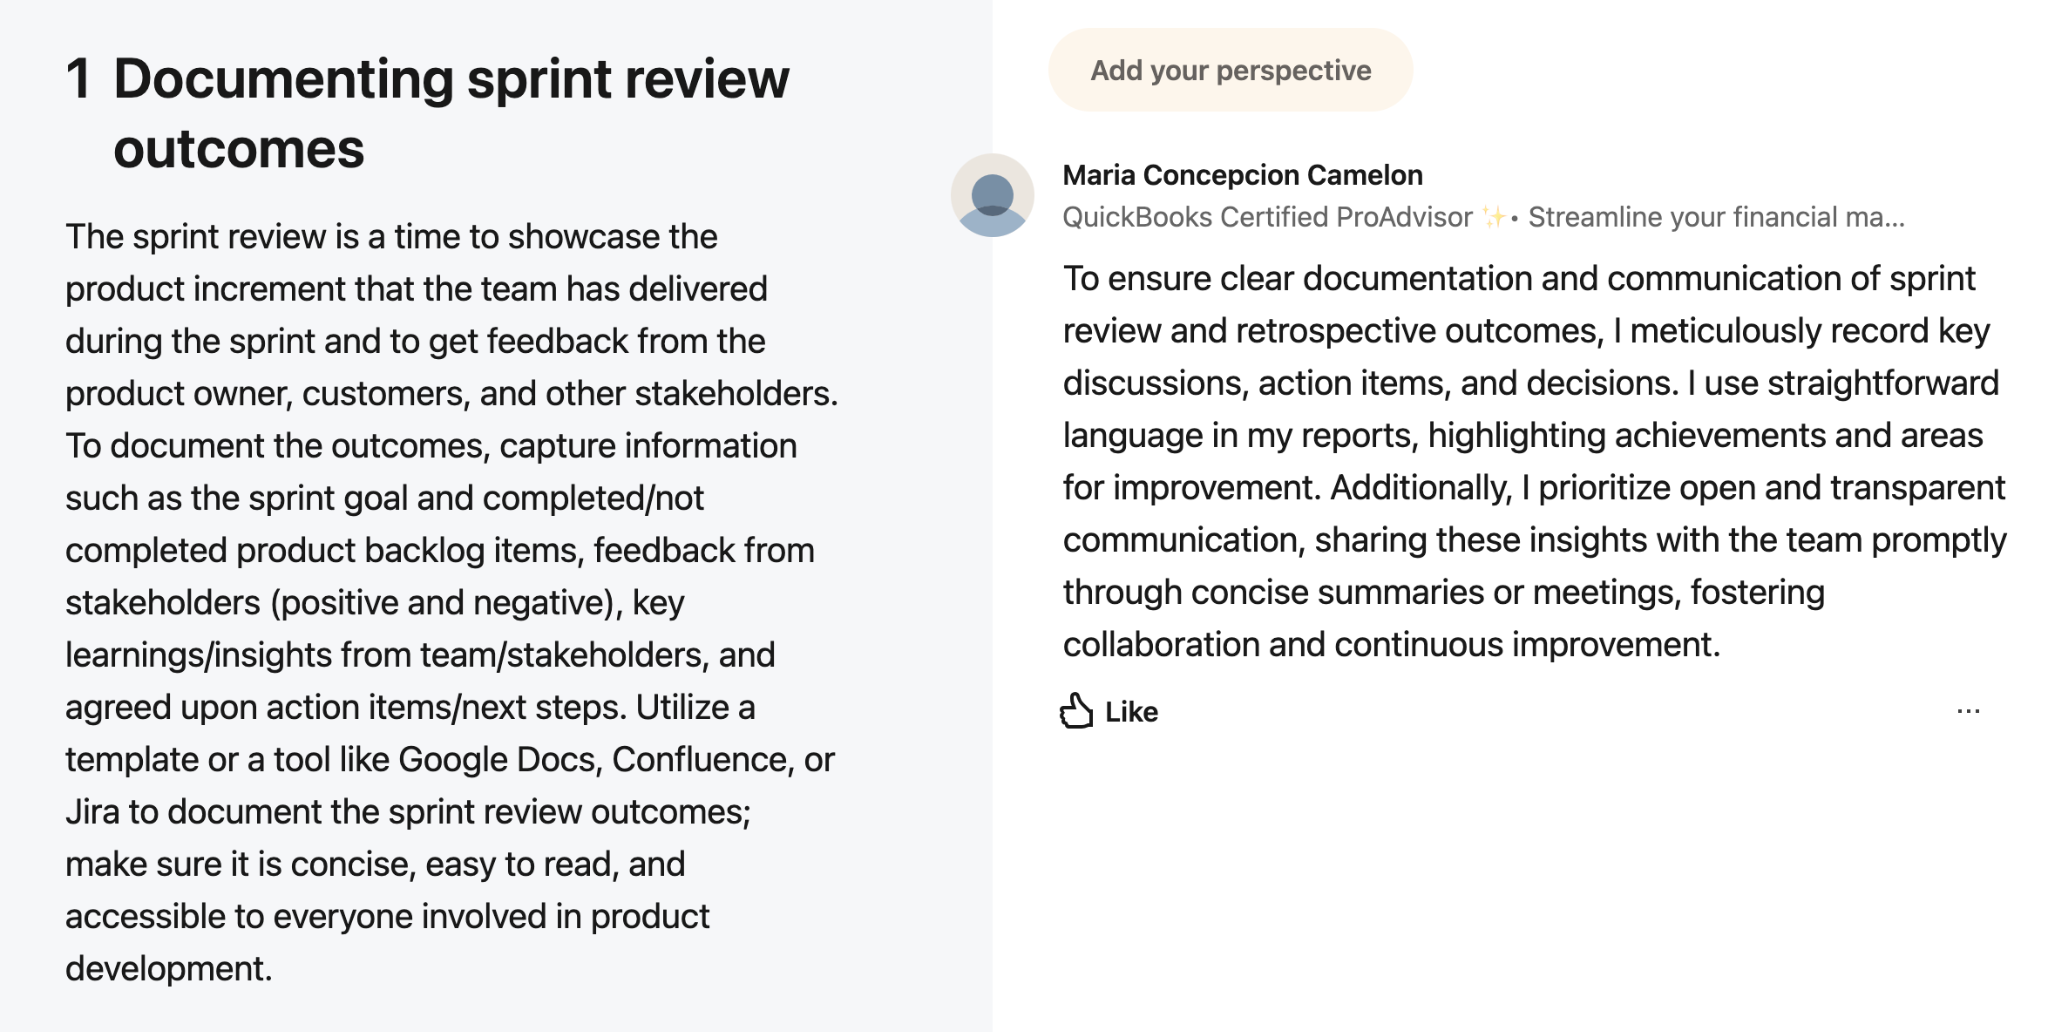 1 Documenting sprint review
outcomes
The sprint review is a time to showcase the
product increment that the team has delivered
during the sprint and to get feedback from the
product owner, customers, and other stakeholders.
To document the outcomes, capture information
such as the sprint goal and completed/not
completed product backlog items, feedback from
stakeholders (positive and negative), key
learnings/insights from team/stakeholders, and
agreed upon action items/next steps. Utilize a
template or a tool like Google Docs, Confluence, or
Jira to document the sprint review outcomes;
make sure it is concise, easy to read, and
accessible to everyone involved in product
development.
Add your perspective
Maria Concepcion Camelon
QuickBooks Certified ProAdvisor ✨• Streamline your financial ma...
To ensure clear documentation and communication of sprint
review and retrospective outcomes, I meticulously record key
discussions, action items, and decisions. I use straightforward
language in my reports, highlighting achievements and areas
for improvement. Additionally, I prioritize open and transparent
communication, sharing these insights with the team promptly
through concise summaries or meetings, fostering
collaboration and continuous improvement.
Like